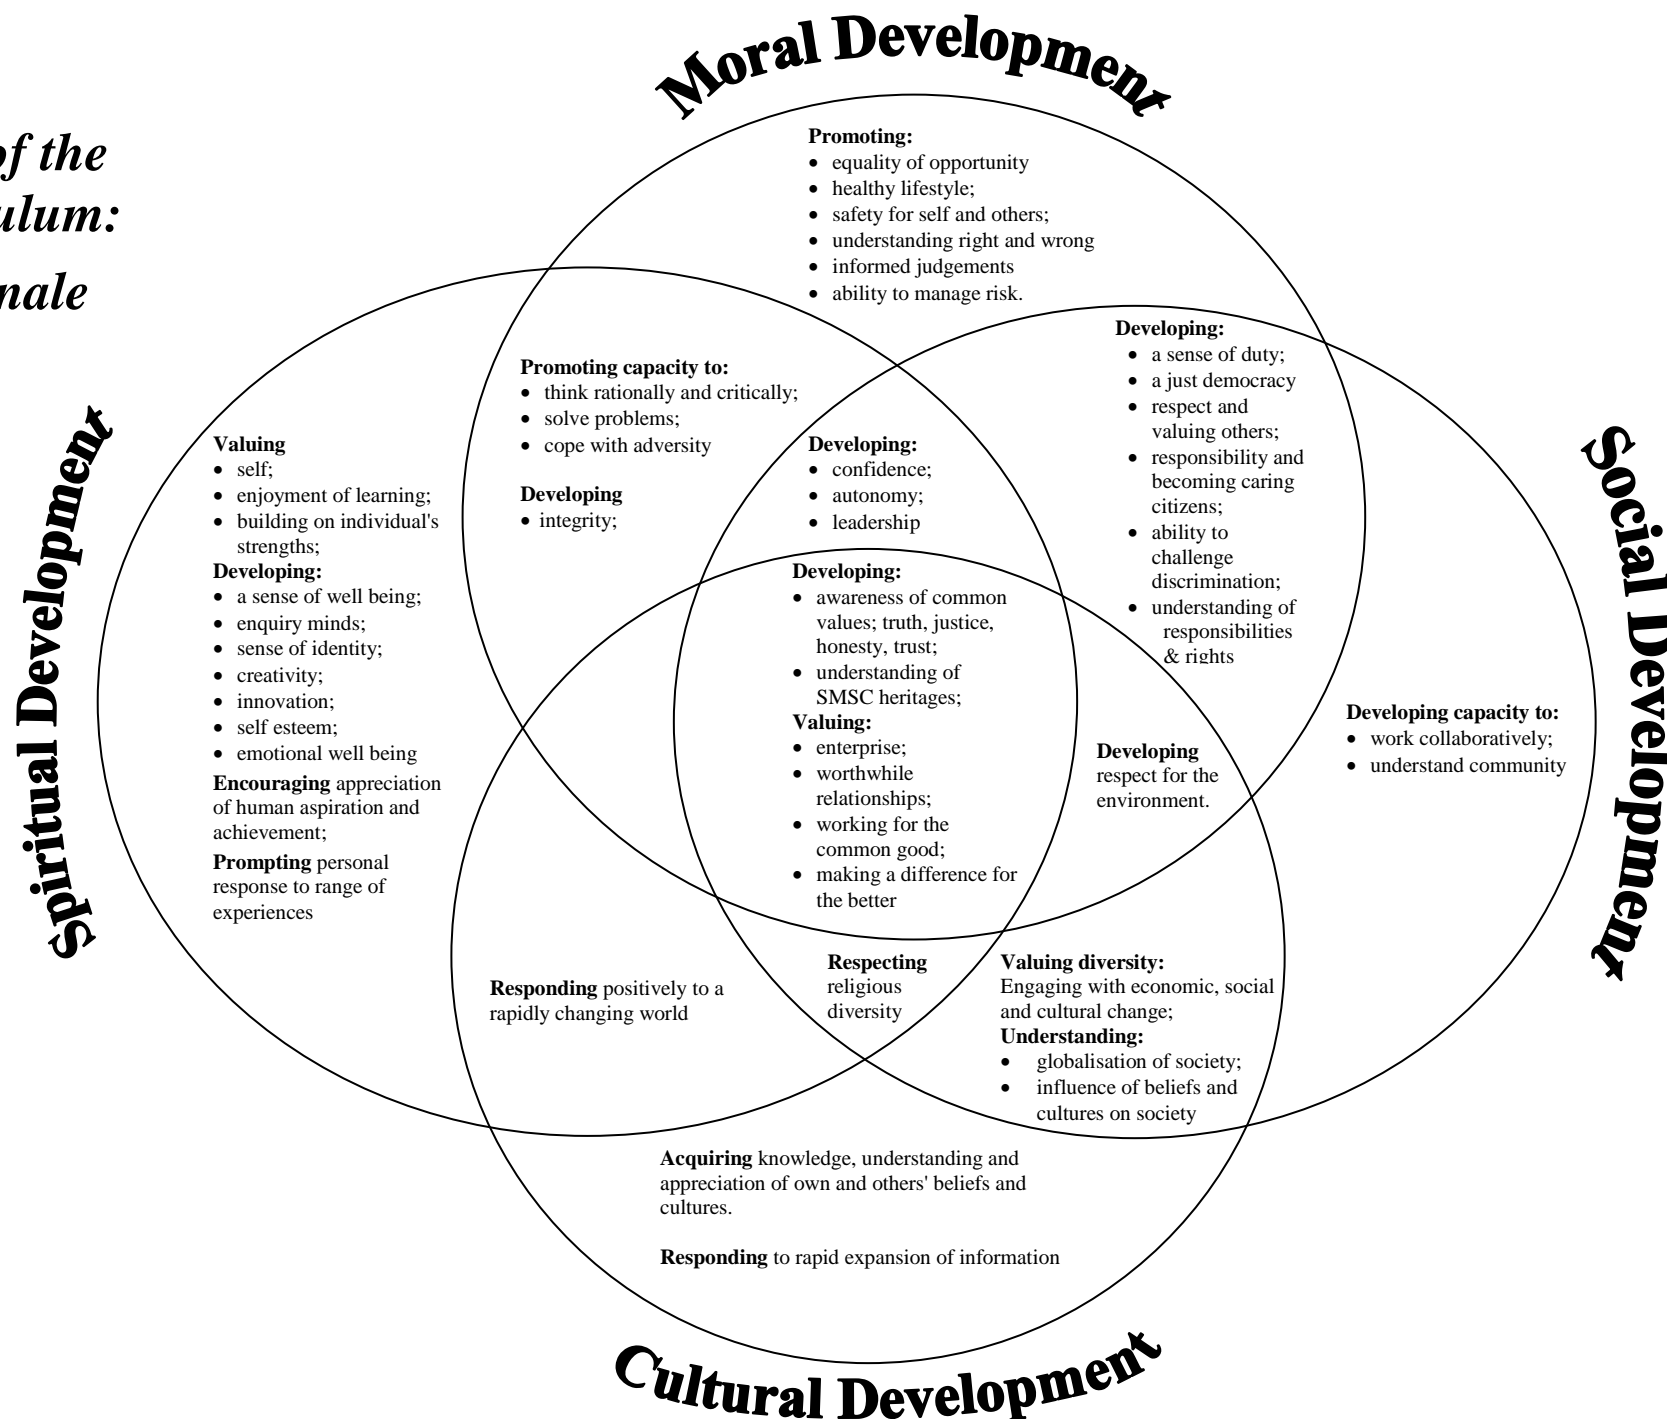 Moral Development
of the
ulum:
nale
Promoting:
• equality of opportunity
• healthy lifestyle;
• safety for self and others;
• understanding right and wrong
• informed judgements
• ability to manage risk.
Promoting capacity to:
• think rationally and critically;
• solve problems;
• cope with adversity
Developing
• integrity;
Developing:
• a sense of duty;
• a just democracy
• respect and
valuing others;
• responsibility and
becoming caring
citizens;
• ability to
challenge
discrimination;
• understanding of
responsibilities
& rights
Spiritual Development
Valuing
• self;
• enjoyment of learning;
• building on individual's
strengths;
Developing:
• a sense of well being;
• enquiry minds;
• sense of identity;
• creativity;
• innovation;
• self esteem;
• emotional well being
Encouraging appreciation
of human aspiration and
achievement;
Prompting personal
response to range of
experiences
Developing:
• confidence;
• autonomy;
• leadership
Developing:
• awareness of common
values; truth, justice,
honesty, trust;
• understanding of
SMSC heritages;
Valuing:
• enterprise;
• worthwhile
relationships;
• working for the
common good;
• making a difference for
the better
Developing
respect for the
environment.
Social Development
Developing capacity to:
• work collaboratively;
• understand community
Responding positively to a
rapidly changing world
Respecting
religious
diversity
Valuing diversity:
Engaging with economic, social
and cultural change;
Understanding:
• globalisation of society;
• influence of beliefs and
cultures on society
Acquiring knowledge, understanding and
appreciation of own and others' beliefs and
cultures.
Responding to rapid expansion of information
Cultural Development